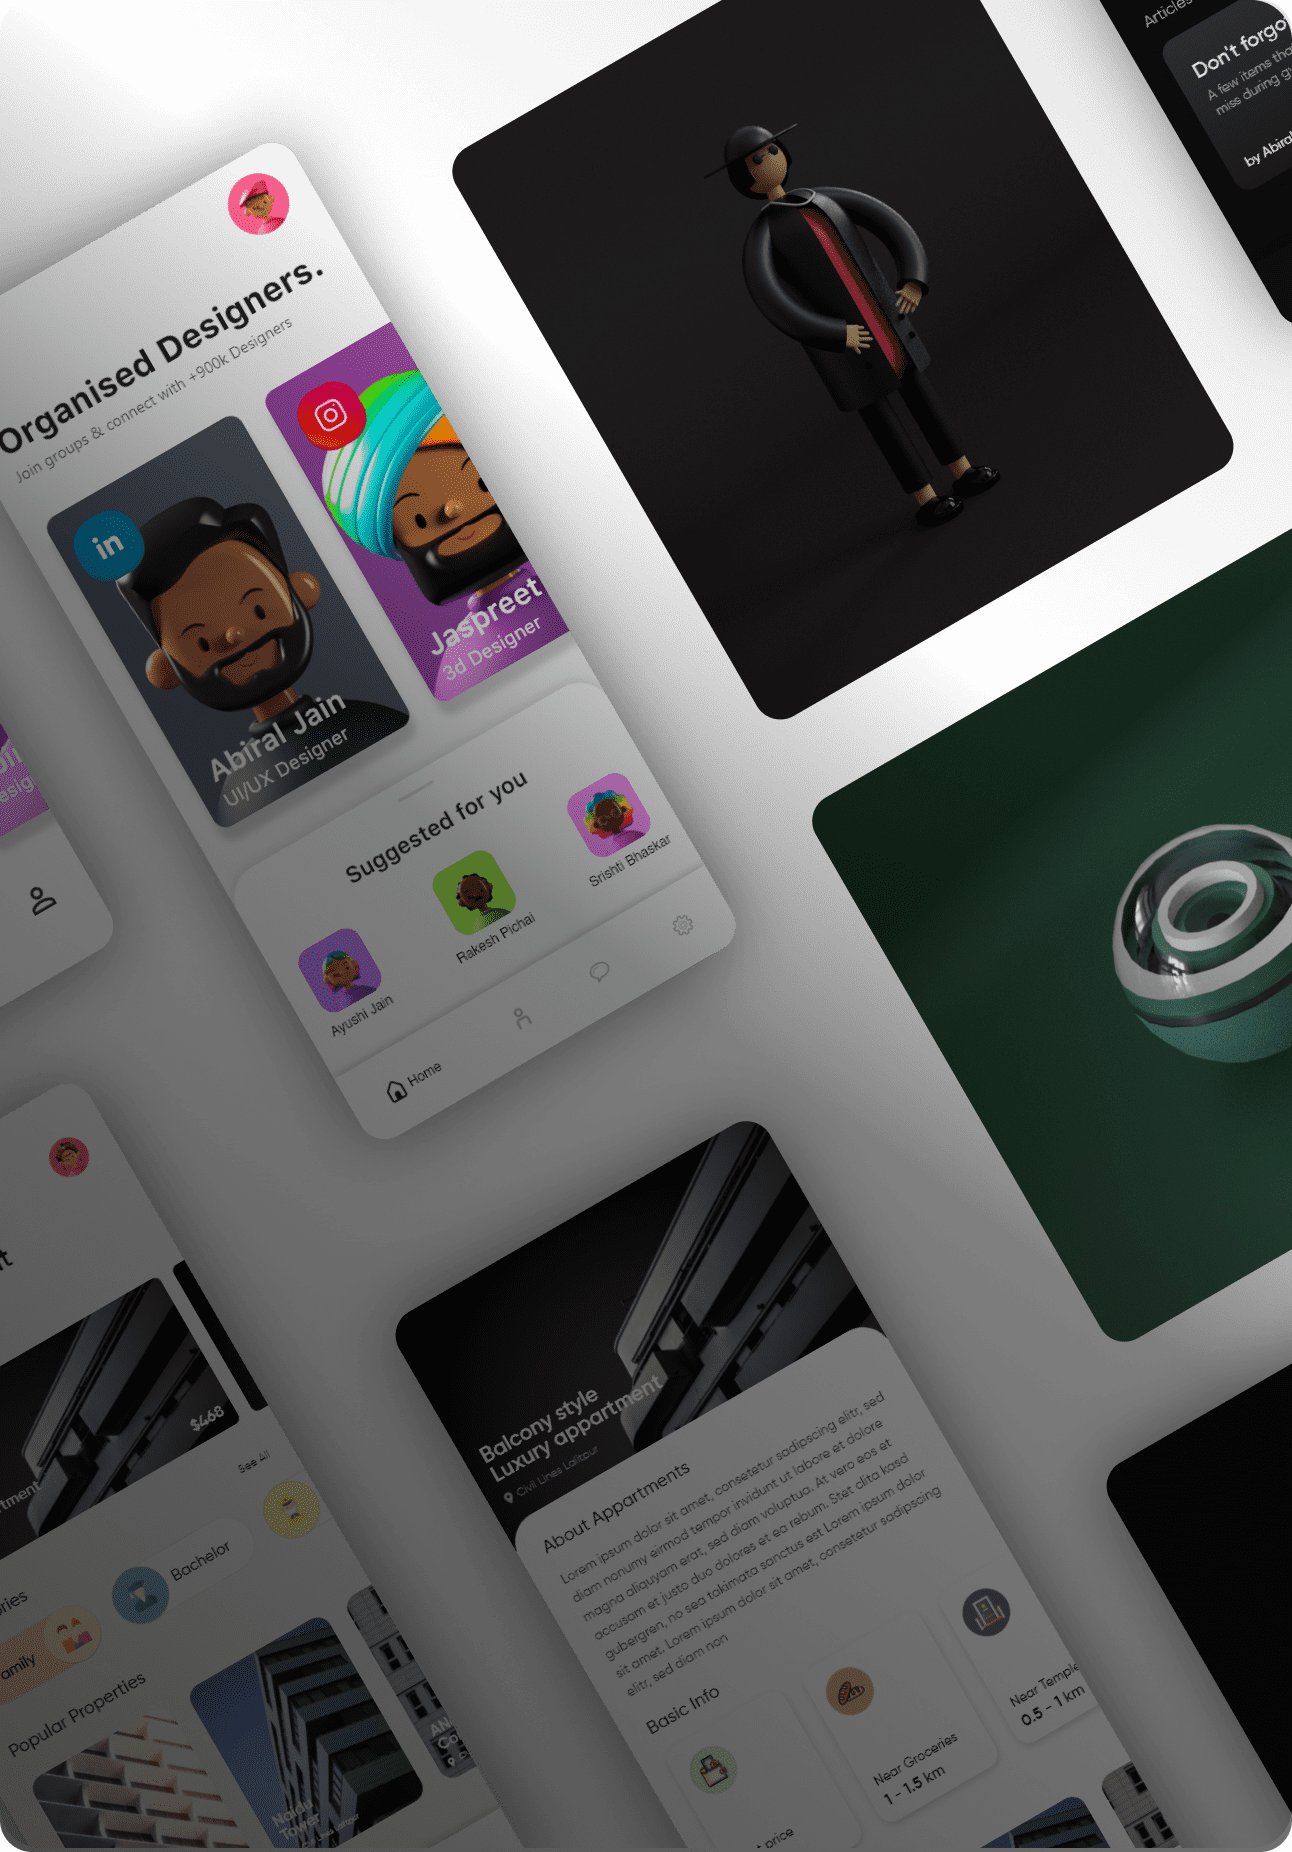 Articles
Don't forgo
A few items tha
miss during g
by Abiral
Organised Designers.
Join groups & connect with +900k Designers
in
Abiral Jain
UI/UX Designer
Jaspreet
3d Designer
Suggested for you
Ayushi Jain
Rakesh Pichai
Srishti Bhaskar
Home
$468
tment
See All
ories
amily
Bachelor
Popular Properties
Naidu
Tower
Balcony style
Luxury appartment
Civil Lines Lalitpur
About Appartments
Lorem ipsum dolor sit amet, consetetur sadipscing elitr, sed
diam nonumy eirmod tempor invidunt ut labore et dolore
magna aliquyam erat, sed diam voluptua. At vero eos et
accusam et justo duo dolores et ea rebum. Stet clita kasd
gubergren, no sea takimata sanctus est Lorem ipsum dolor
sit amet. Lorem ipsum dolor sit amet, consetetur sadipscing
elitr, sed diam non
Basic Info
t price
Near Groceries
1 - 1.5 km
Near Temple
0.5 - 1 km